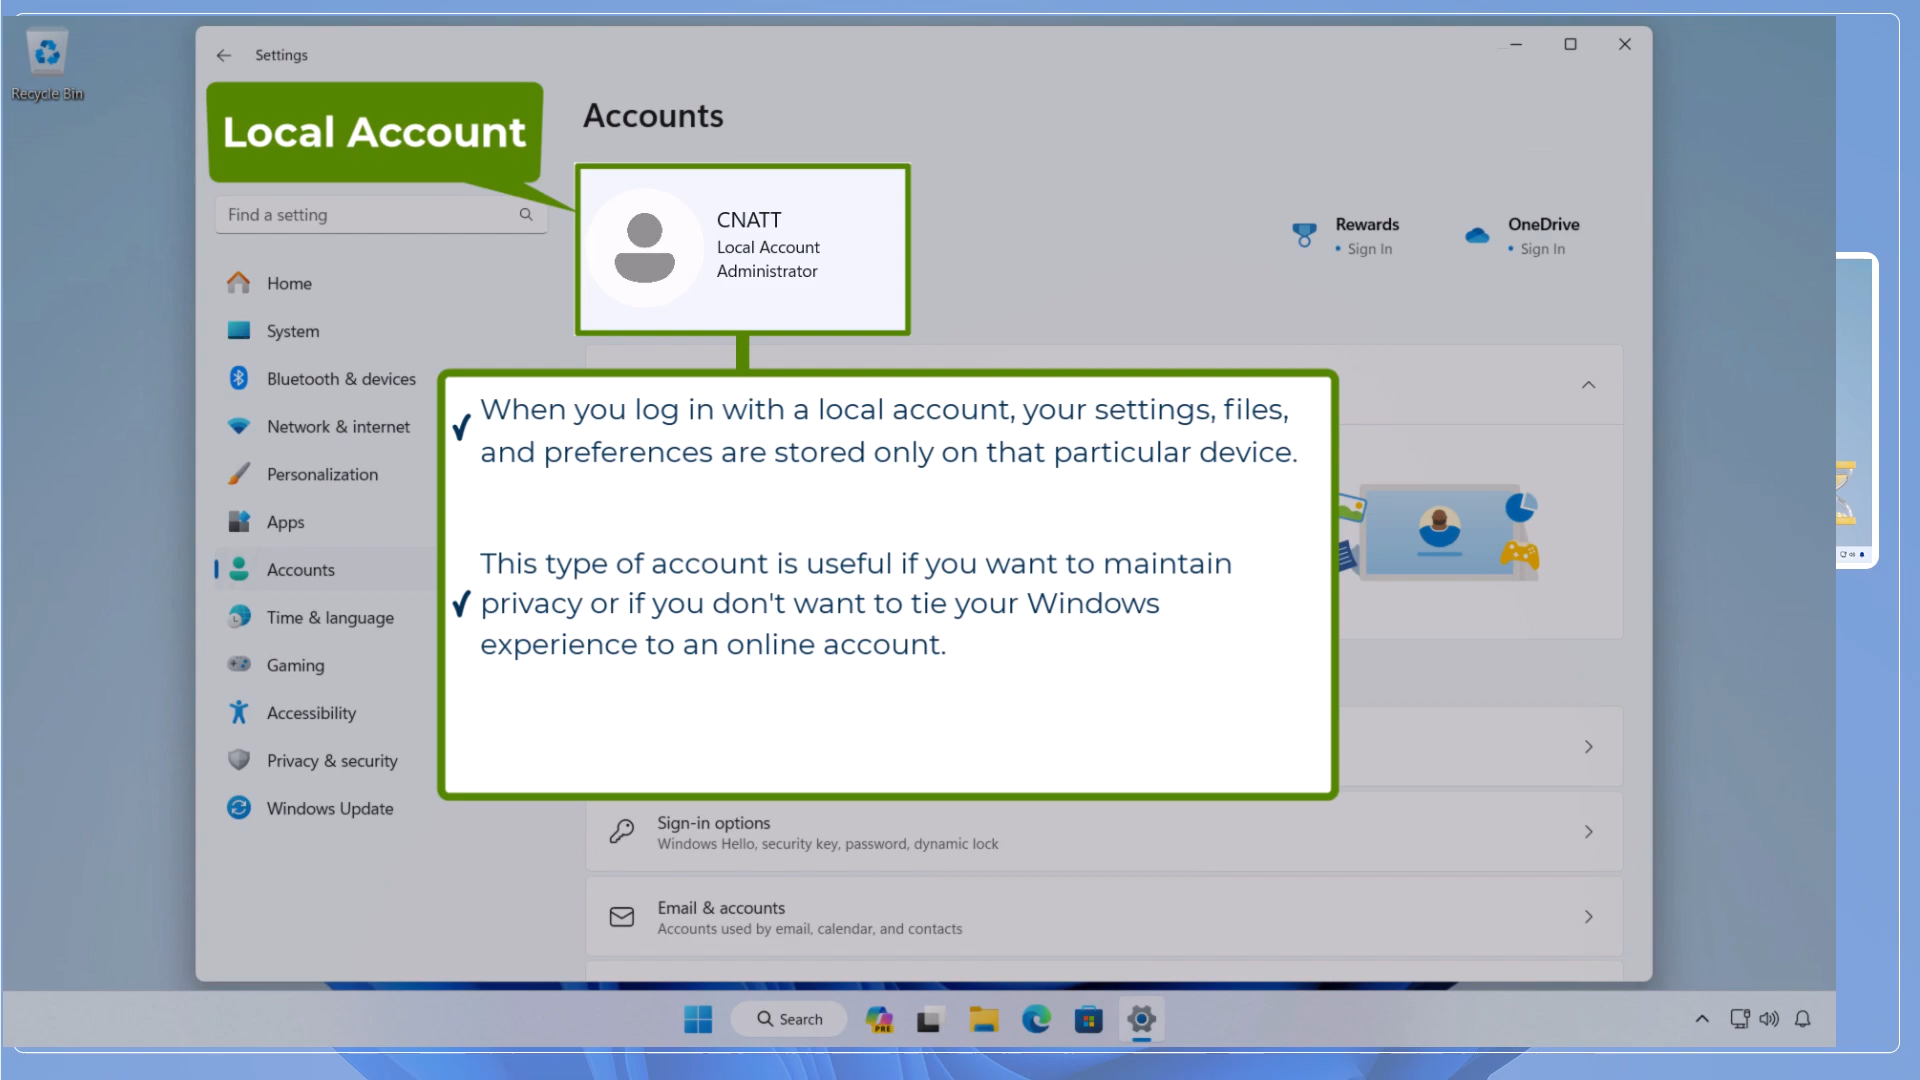 Recycle Bin
Settings
Local Account
Accounts
Find a setting
CNATT
Local Account
Administrator
Rewards
• Sign In
OneDrive
• Sign In
Home
System
Bluetooth & devices
Network & internet
Personalization
Apps
Accounts
Time & language
Gaming
Accessibility
Privacy & security
Windows Update
✓ When you log in with a local account, your settings, files,
and preferences are stored only on that particular device.
This type of account is useful if you want to maintain
✓ privacy or if you don't want to tie your Windows
experience to an online account.
Sign-in options
Windows Hello, security key, password, dynamic lock
Email & accounts
Accounts used by email, calendar, and contacts
Search
PRE